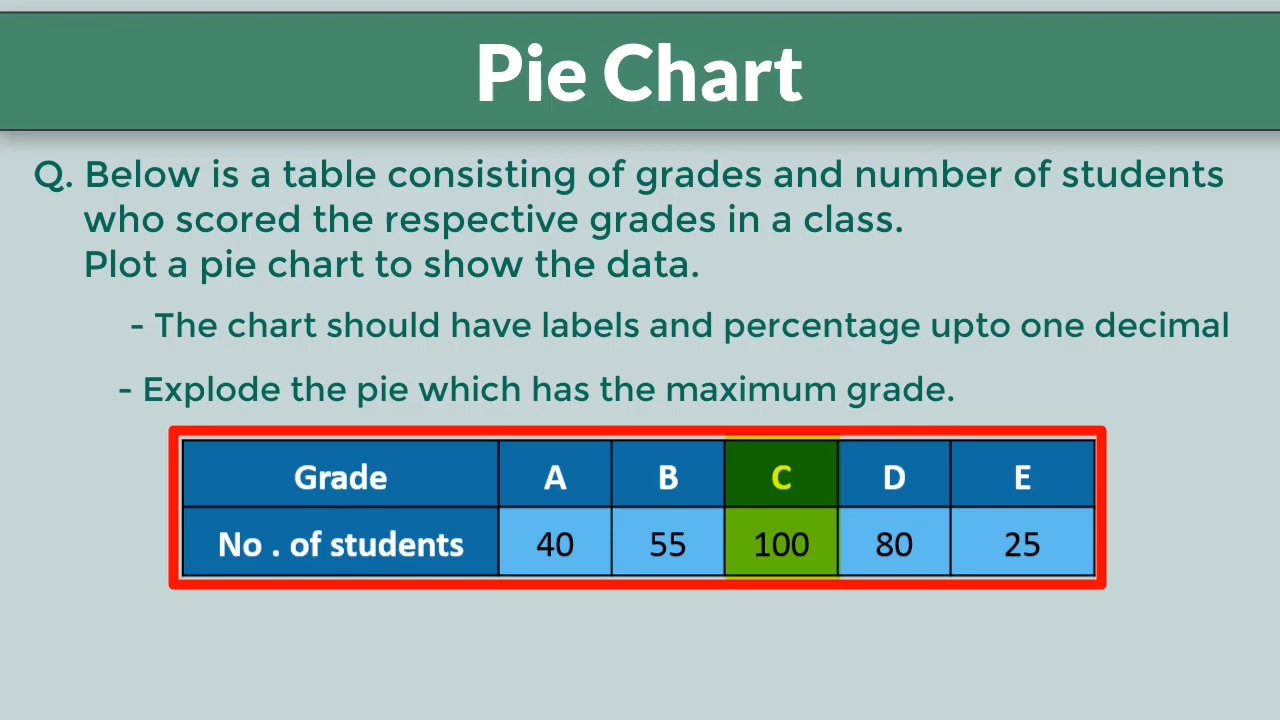 Pie Chart
Q. Below is a table consisting of grades and number of students
who scored the respective grades in a class.
Plot a pie chart to show the data.
- The chart should have labels and percentage upto one decimal
- Explode the pie which has the maximum grade.
Grade A B C D E
No . of students 40 55 100 80 25